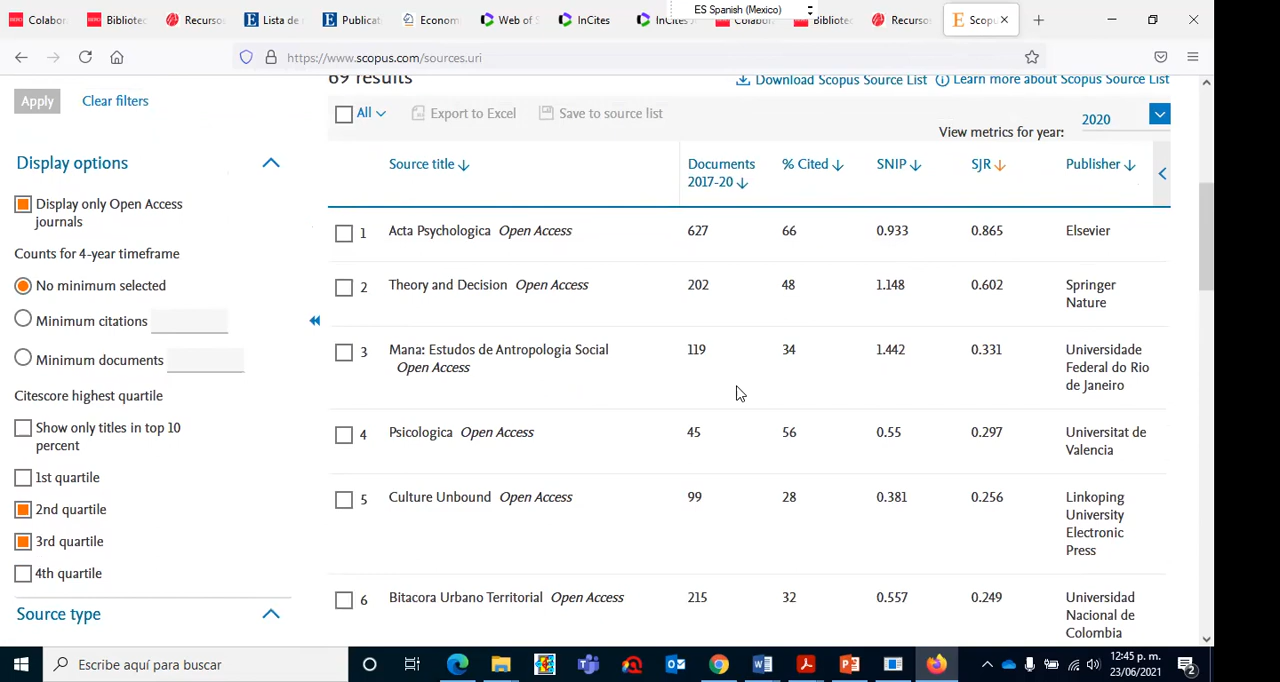 ES Spanish (Mexico)
Colabor
Bibliotec
Recursos
Lista de
Publicat
Econom
Web of S
InCites
InCites
Colabor
Bibliotec
Recursos
Scopu
https://www.scopus.com/sources.uri
69 results
Download Scopus Source List
Learn more about Scopus Source List
Apply
Clear filters
All
Export to Excel
Save to source list
View metrics for year:
2020
Display options
Display only Open Access
journals
Counts for 4-year timeframe
No minimum selected
Minimum citations
Minimum documents
Citescore highest quartile
Show only titles in top 10
percent
1st quartile
2nd quartile
3rd quartile
4th quartile
Source type
Source title
Documents
2017-20
% Cited
SNIP
SJR
Publisher
1 Acta Psychologica Open Access 627 66 0.933 0.865 Elsevier
2 Theory and Decision Open Access 202 48 1.148 0.602 Springer
Nature
3 Mana: Estudos de Antropologia Social 119 34 1.442 0.331 Universidade
Open Access Federal do Rio
de Janeiro
4 Psicologica Open Access 45 56 0.55 0.297 Universitat de
Valencia
5 Culture Unbound Open Access 99 28 0.381 0.256 Linkoping
University
Electronic
Press
6 Bitacora Urbano Territorial Open Access 215 32 0.557 0.249 Universidad
Nacional de
Colombia
Escribe aquí para buscar
12:45 p. m.
23/06/2021
2